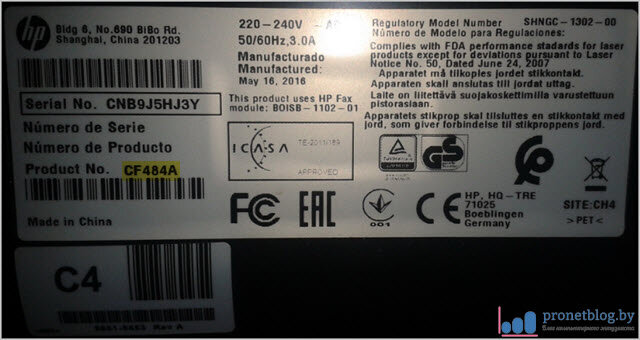 hp
Bldg 6, No.690 BiBo Rd.
Shanghai, China 201203
Serial No. CNB9J5HJ3Y
Número de Serie
Número de Producto
Product No. CF484A
Made in China
220-240V~ AC
50/60Hz,3.0A
Manufacturado
Manufactured:
May 16, 2016
This product uses HP Fax
module: BOISB-1102-01
ICASA
APPROVED
FC
EAC
001
CE
HP, HQ-TRE
71025
Boeblingen
Germany
Regulatory Model Number SHNGC-1302-00
Número de Modelo para Regulaciones:
Complies with FDA performance stadards for laser
products except for deviations pursuant to Laser
Notice No. 50, Dated June 24, 2007
Apparatet må tilkoples jordet stikkontakt.
Apparaten skall anslutas till jordat uttag.
Laite on liitettävä suojakoskettimilla varustettuun
pistorasiaan.
Apparatets stikprop skal tilsluttes en stikkontakt med
jord, som giver forbindelse til stikproppens jord.
GS
SITE:CH4
>PET<
C4
Rev A
pronetblog.by